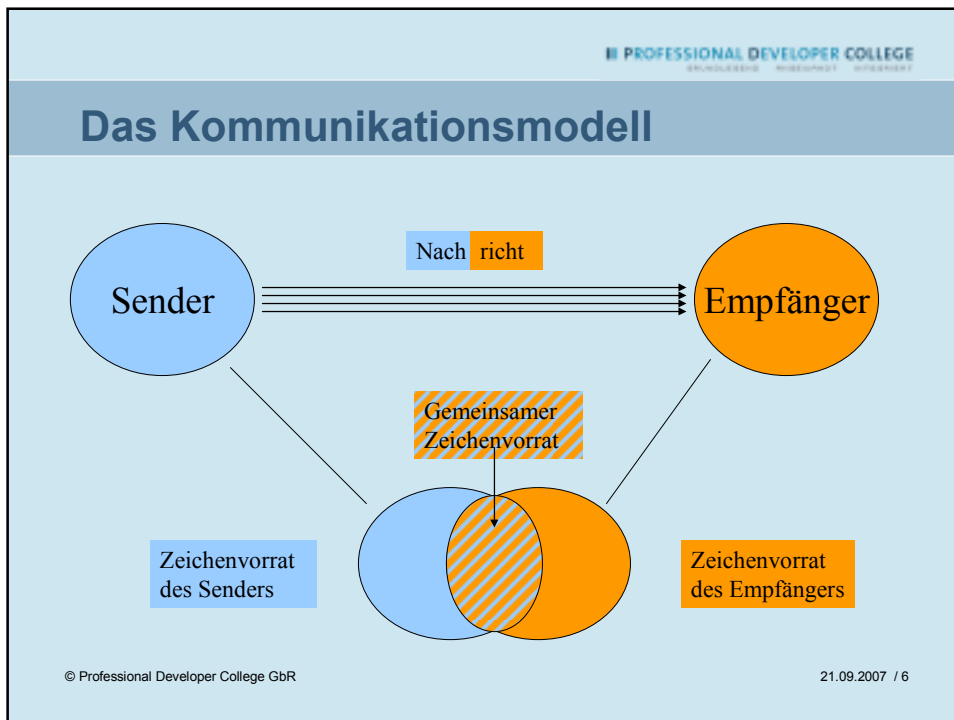 PROFESSIONAL DEVELOPER COLLEGE
Das Kommunikationsmodell
Nach richt
Sender
Empfänger
Gemeinsamer
Zeichenvorrat
Zeichenvorrat
des Senders
Zeichenvorrat
des Empfängers
© Professional Developer College GbR
21.09.2007 / 6